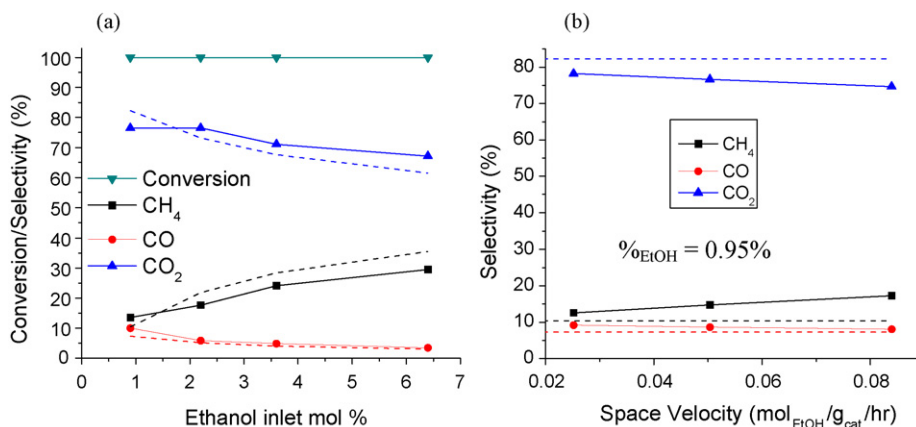 (a)
Conversion/Selectivity (%)
100
90
80
70
60
50
40
30
20
10
0
Conversion
CH₄
CO
CO₂
0 1 2 3 4 5 6 7
Ethanol inlet mol %
(b)
Selectivity (%)
80
70
60
50
40
30
20
10
0
CH₄
CO
CO₂
%EtOH = 0.95%
0.02 0.04 0.06 0.08
Space Velocity (molEtOH/gcat/hr)